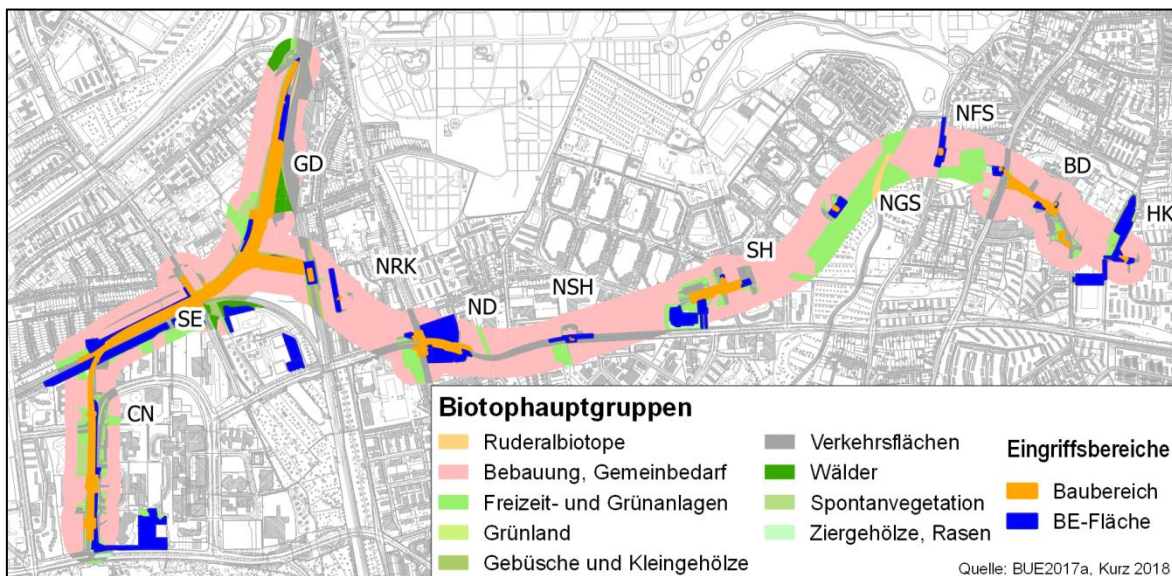 NFS
GD
BD
NGS
HK
NRK
SH
NSH
ND
SE
CN
Biotophauptgruppen
Ruderalbiotope
Bebauung, Gemeinbedarf
Freizeit- und Grünanlagen
Grünland
Gebüsche und Kleingehölze
Verkehrsflächen
Wälder
Spontanvegetation
Ziergehölze, Rasen
Eingriffsbereiche
Baubereich
BE-Fläche
Quelle: BUE2017a, Kurz 2018